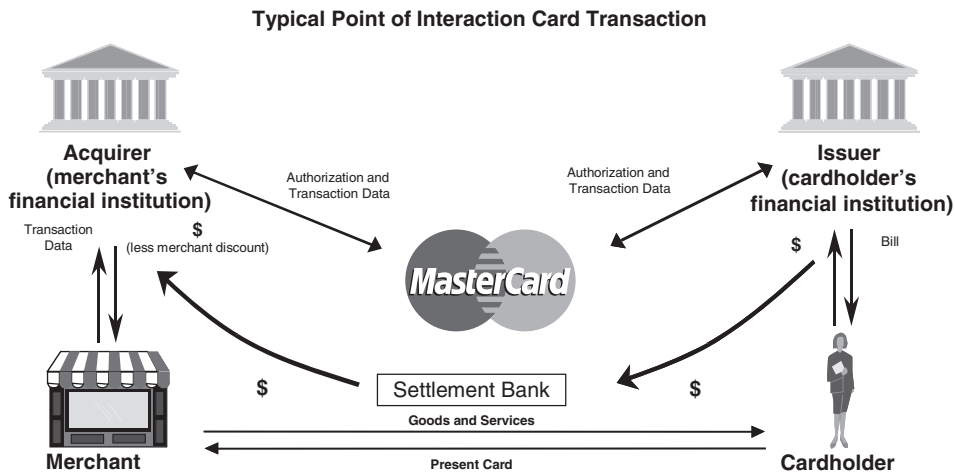 Typical Point of Interaction Card Transaction
Acquirer
(merchant's
financial institution)
Issuer
(cardholder's
financial institution)
Authorization and
Transaction Data
Authorization and
Transaction Data
Transaction
Data
$
(less merchant discount)
$
Bill
MasterCard
$
Settlement Bank
$
Goods and Services
Present Card
Merchant
Cardholder